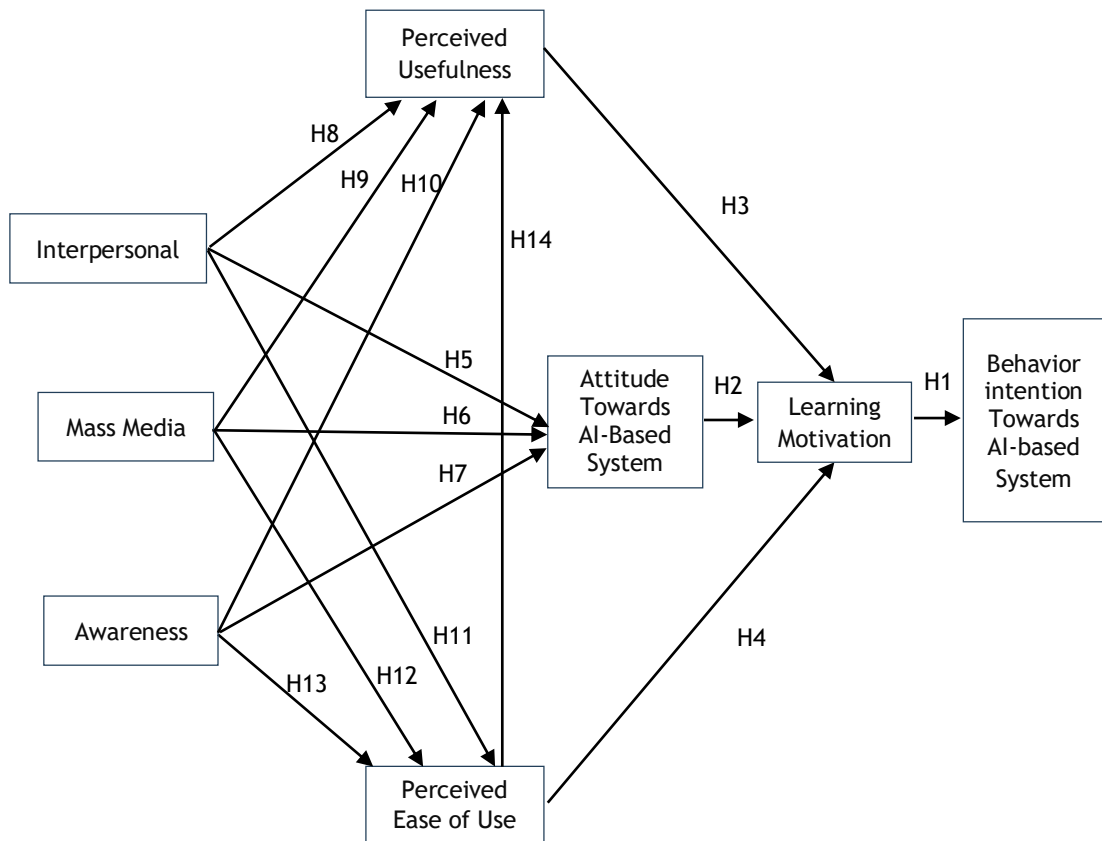 Perceived
Usefulness
H8
H9
H10
H3
Interpersonal
H14
H5
Attitude
Towards
AI-Based
System
H2
Learning
Motivation
H1
Behavior
intention
Towards
AI-based
System
Mass Media
H6
H7
Awareness
H11
H4
H12
H13
Perceived
Ease of Use